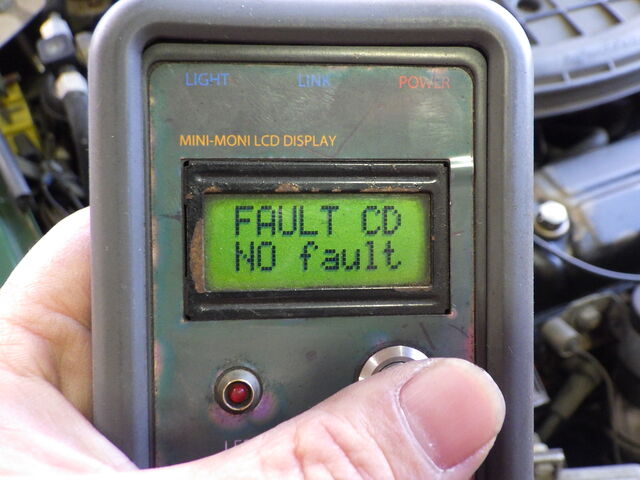 LIGHT LINK POWER
MINI-MONI LCD DISPLAY
FAULT CD
NO fault